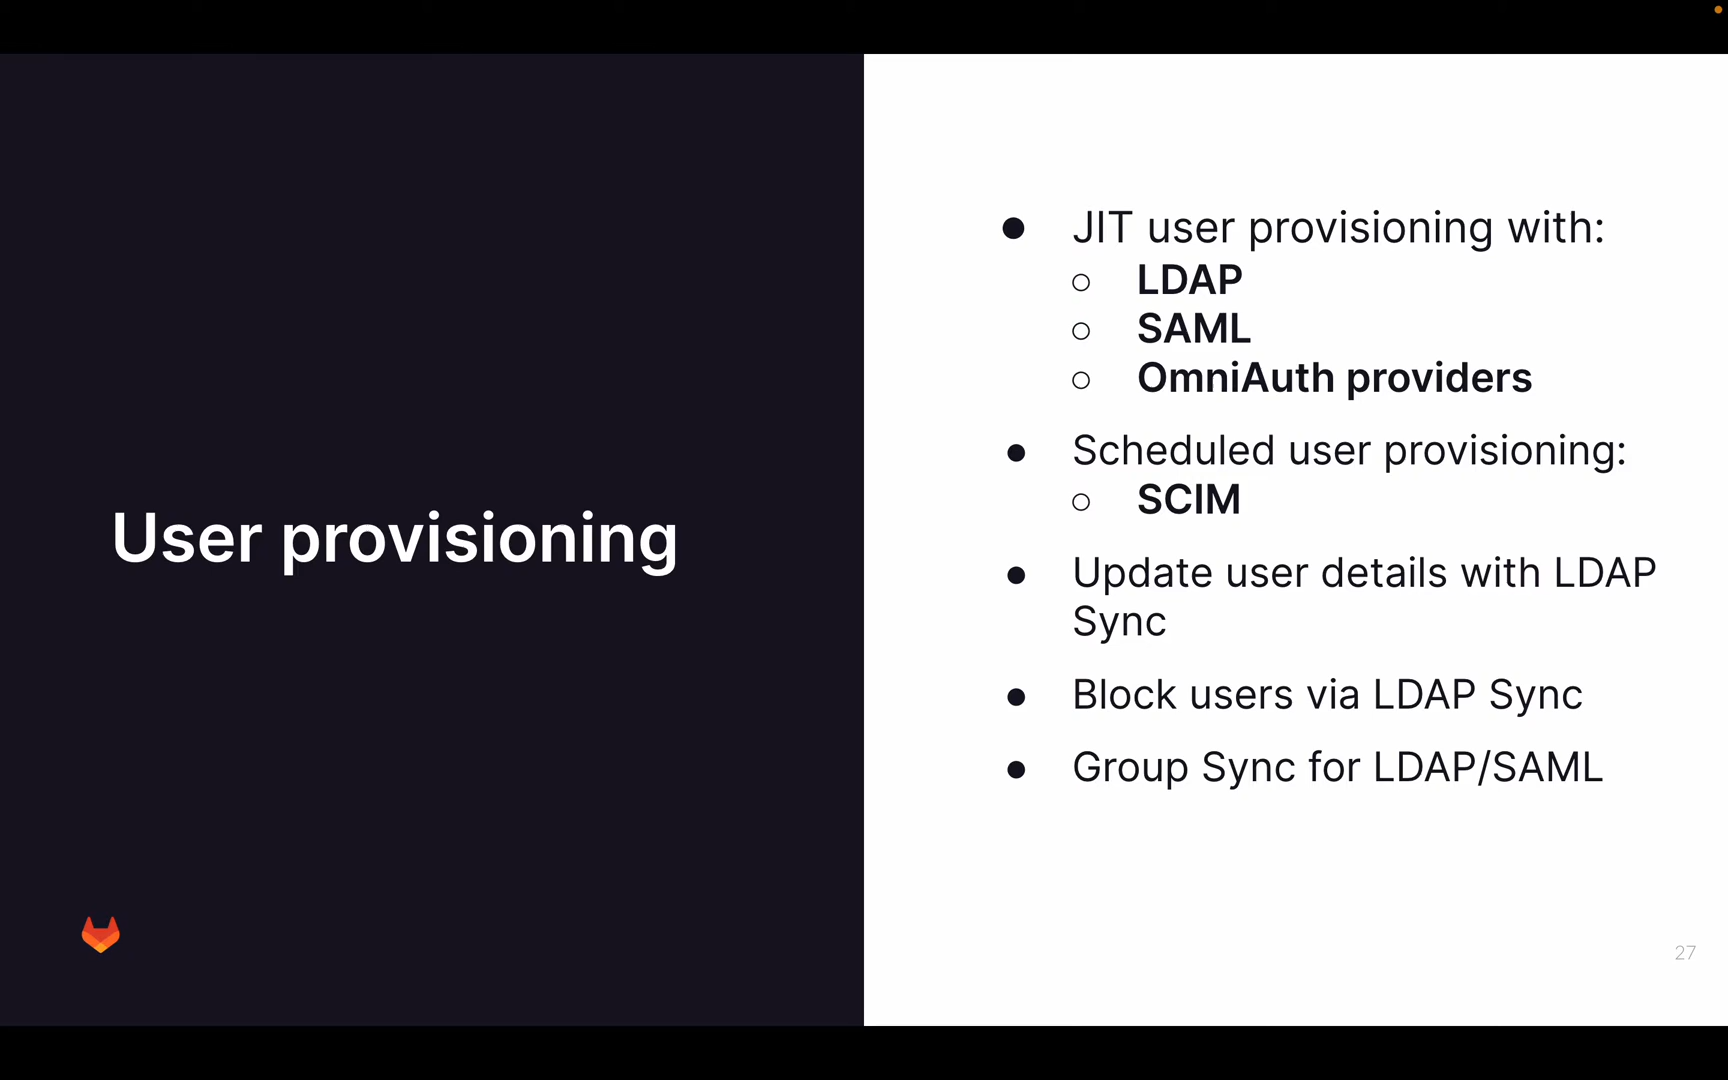 User provisioning
● JIT user provisioning with:
○ LDAP
○ SAML
○ OmniAuth providers
● Scheduled user provisioning:
○ SCIM
● Update user details with LDAP
Sync
● Block users via LDAP Sync
● Group Sync for LDAP/SAML
27